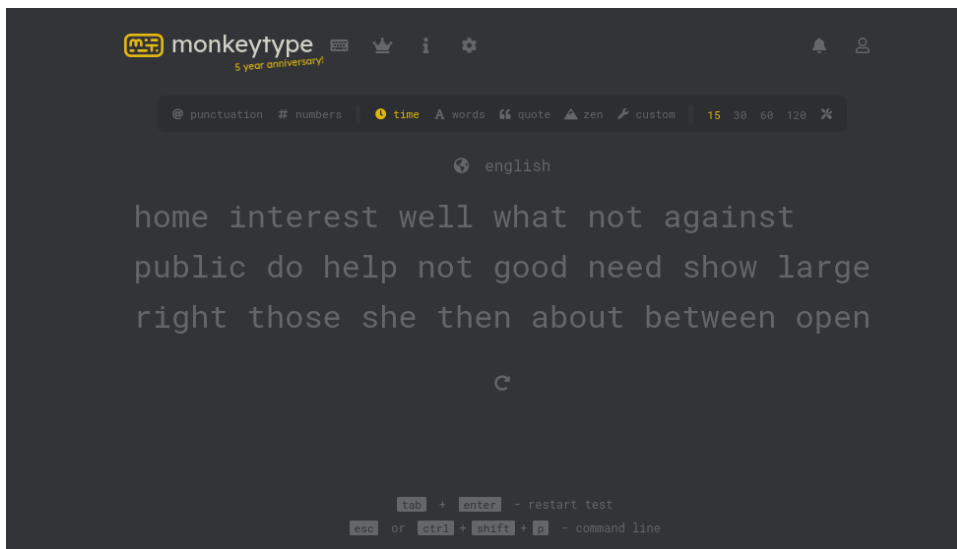 monkeytype
5 year anniversary!
@ punctuation # numbers time A words quote zen custom 15 30 60 120
english
home interest well what not against
public do help not good need show large
right those she then about between open
tab + enter - restart test
esc or ctrl + shift + p - command line